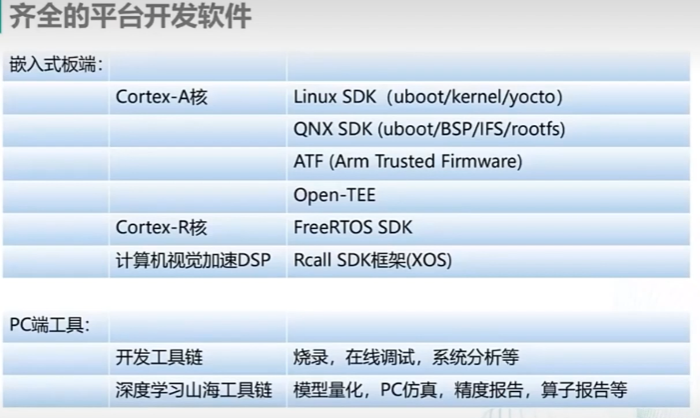 齐全的平台开发软件
嵌入式板端：
Cortex-A核 Linux SDK（uboot/kernel/yocto）
QNX SDK (uboot/BSP/IFS/rootfs)
ATF (Arm Trusted Firmware)
Open-TEE
Cortex-R核 FreeRTOS SDK
计算机视觉加速DSP Rcall SDK框架(XOS)
PC端工具：
开发工具链 烧录，在线调试，系统分析等
深度学习山海工具链 模型量化，PC仿真，精度报告，算子报告等